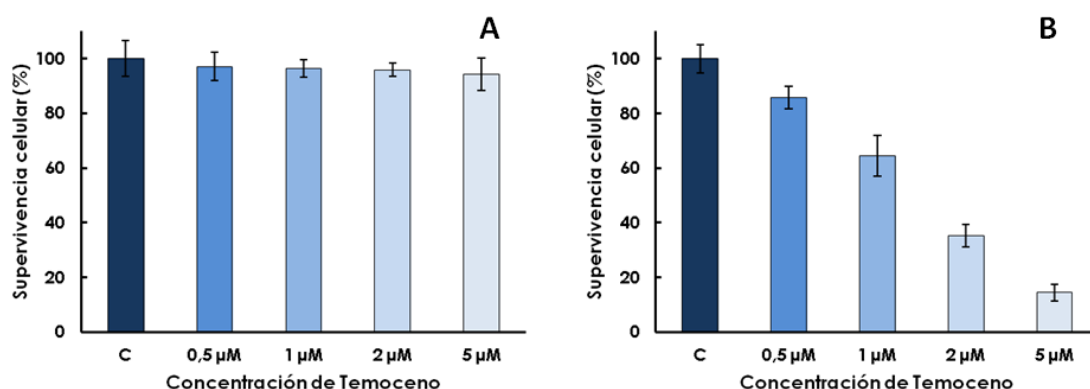 A
Supervivencia celular (%)
100
80
60
40
20
0
C 0,5 µM 1 µM 2 µM 5 µM
Concentración de Temoceno
B
Supervivencia celular (%)
100
80
60
40
20
0
C 0,5 µM 1 µM 2 µM 5 µM
Concentración de Temoceno